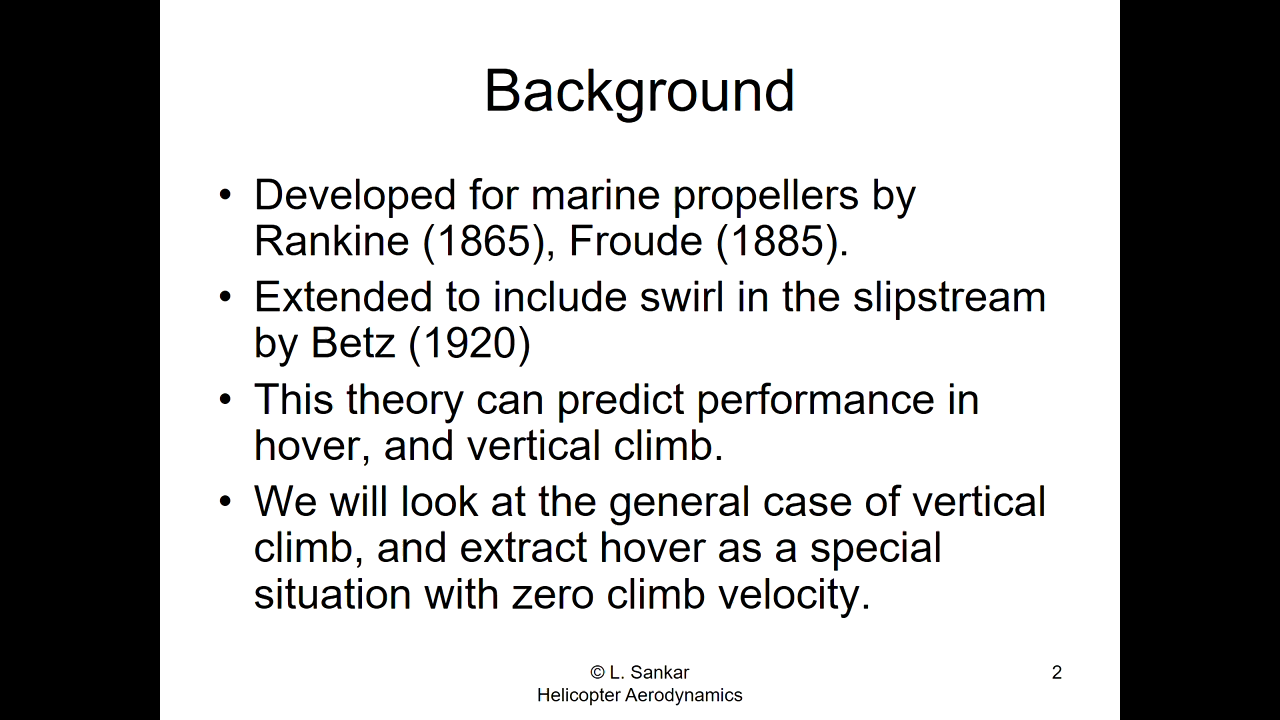 Background
• Developed for marine propellers by
Rankine (1865), Froude (1885).
• Extended to include swirl in the slipstream
by Betz (1920)
• This theory can predict performance in
hover, and vertical climb.
• We will look at the general case of vertical
climb, and extract hover as a special
situation with zero climb velocity.
© L. Sankar
Helicopter Aerodynamics
2